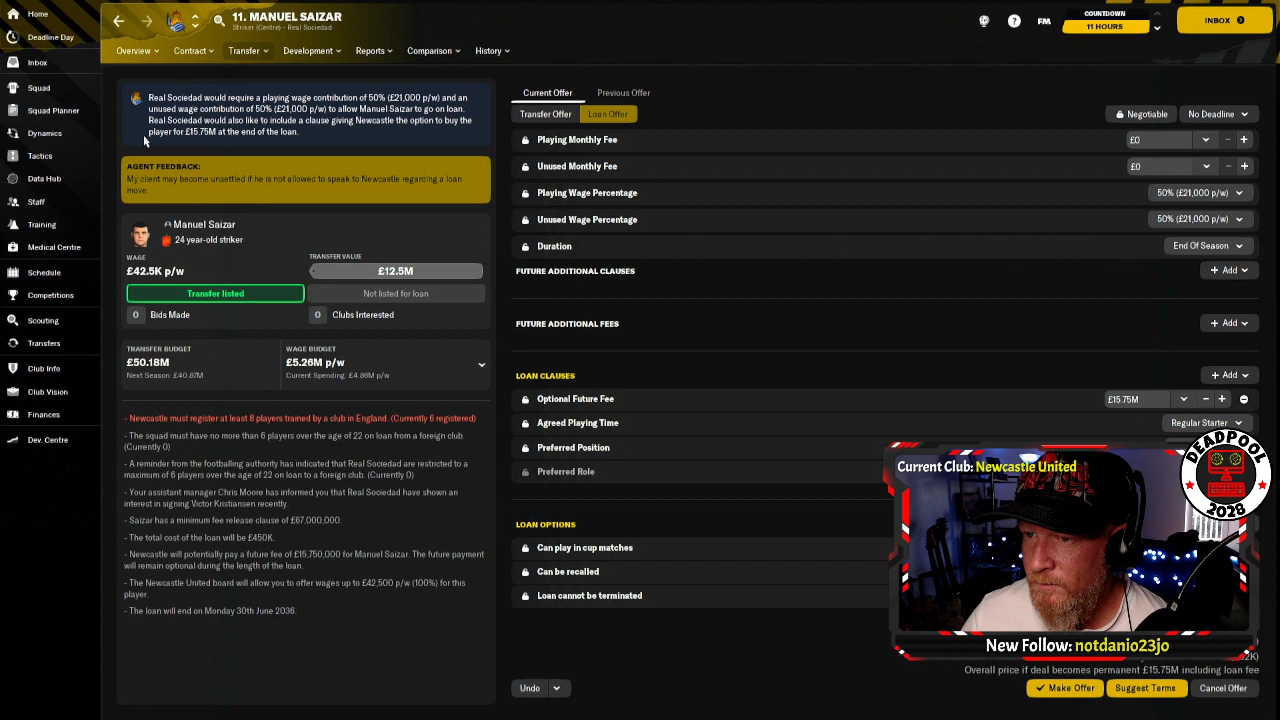 Home
Deadline Day
Inbox
Squad
Squad Planner
Dynamics
Tactics
Data Hub
Staff
Training
Medical Centre
Schedule
Competitions
Scouting
Transfers
Club Info
Club Vision
Finances
Dev. Centre
11. MANUEL SAIZAR
Striker (Centre) - Real Sociedad
FM
COUNTDOWN
11 HOURS
INBOX
Overview
Contract
Transfer
Development
Reports
Comparison
History
Real Sociedad would require a playing wage contribution of 50% (£21,000 p/w) and an
unused wage contribution of 50% (£21,000 p/w) to allow Manuel Saizar to go on loan.
Real Sociedad would also like to include a clause giving Newcastle the option to buy the
player for £15.75M at the end of the loan.
AGENT FEEDBACK:
My client may become unsettled if he is not allowed to speak to Newcastle regarding a loan
move.
Manuel Saizar
24 year-old striker
WAGE
£42.5K p/w
TRANSFER VALUE
£12.5M
Transfer listed
Not listed for loan
0 Bids Made
0 Clubs Interested
TRANSFER BUDGET
£50.18M
Next Season: £40.87M
WAGE BUDGET
£5.26M p/w
Current Spending: £4.86M p/w
- Newcastle must register at least 8 players trained by a club in England. (Currently 6 registered)
- The squad must have no more than 6 players over the age of 22 on loan from a foreign club.
(Currently 0)
- A reminder from the footballing authority has indicated that Real Sociedad are restricted to a
maximum of 6 players over the age of 22 on loan to a foreign club. (Currently 0)
- Your assistant manager Chris Moore has informed you that Real Sociedad have shown an
interest in signing Victor Kristiansen recently.
- Saizar has a minimum fee release clause of £67,000,000.
- The total cost of the loan will be £450K.
- Newcastle will potentially pay a future fee of £15,750,000 for Manuel Saizar. The future payment
will remain optional during the length of the loan.
- The Newcastle United board will allow you to offer wages up to £42,500 p/w (100%) for this
player.
- The loan will end on Monday 30th June 2036.
Current Offer
Previous Offer
Transfer Offer
Loan Offer
Negotiable
No Deadline
Playing Monthly Fee
£0
Unused Monthly Fee
£0
Playing Wage Percentage
50% (£21,000 p/w)
Unused Wage Percentage
50% (£21,000 p/w)
Duration
End Of Season
FUTURE ADDITIONAL CLAUSES
+ Add
FUTURE ADDITIONAL FEES
+ Add
LOAN CLAUSES
+ Add
Optional Future Fee
£15.75M
Agreed Playing Time
Regular Starter
Preferred Position
Preferred Role
LOAN OPTIONS
Can play in cup matches
Can be recalled
Loan cannot be terminated
Current Club: Newcastle United
DEADPOOL
2028
New Follow: notdanio23jo
Overall price if deal becomes permanent £15.75M including loan fee
Undo
Make Offer
Suggest Terms
Cancel Offer